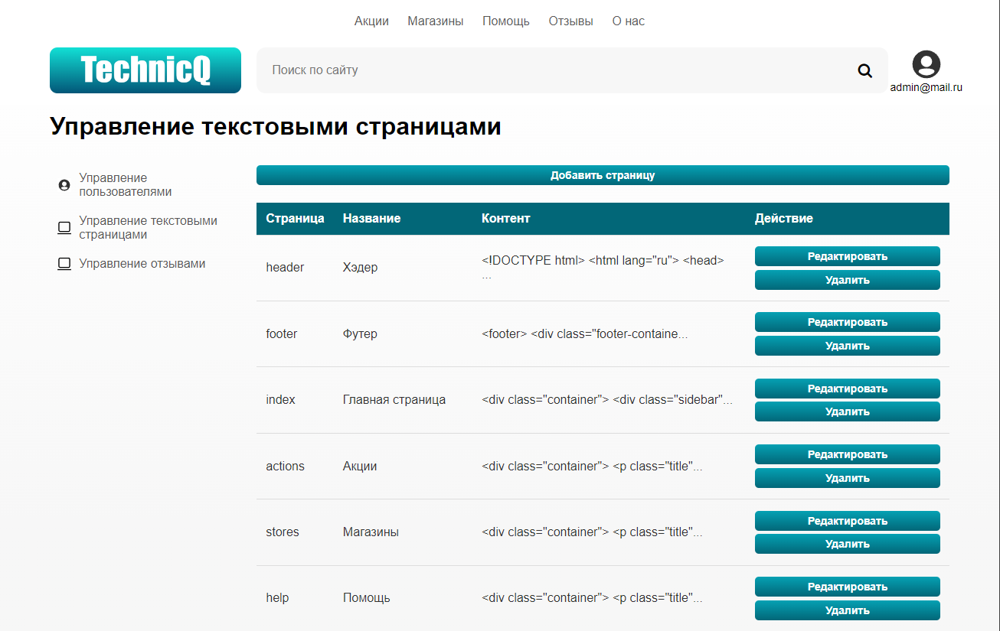 Акции Магазины Помощь Отзывы О нас
TechnicQ
Поиск по сайту
admin@mail.ru
Управление текстовыми страницами
Управление
пользователями
Управление текстовыми
страницами
Управление отзывами
Добавить страницу
Страница Название Контент Действие
header Хэдер <!DOCTYPE html> <html lang="ru"> <head>
...
Редактировать
Удалить
footer Футер <footer> <div class="footer-containe...
Редактировать
Удалить
index Главная страница <div class="container"> <div class="sidebar"...
Редактировать
Удалить
actions Акции <div class="container"> <p class="title"...
Редактировать
Удалить
stores Магазины <div class="container"> <p class="title"...
Редактировать
Удалить
help Помощь <div class="container"> <p class="title"...
Редактировать
Удалить